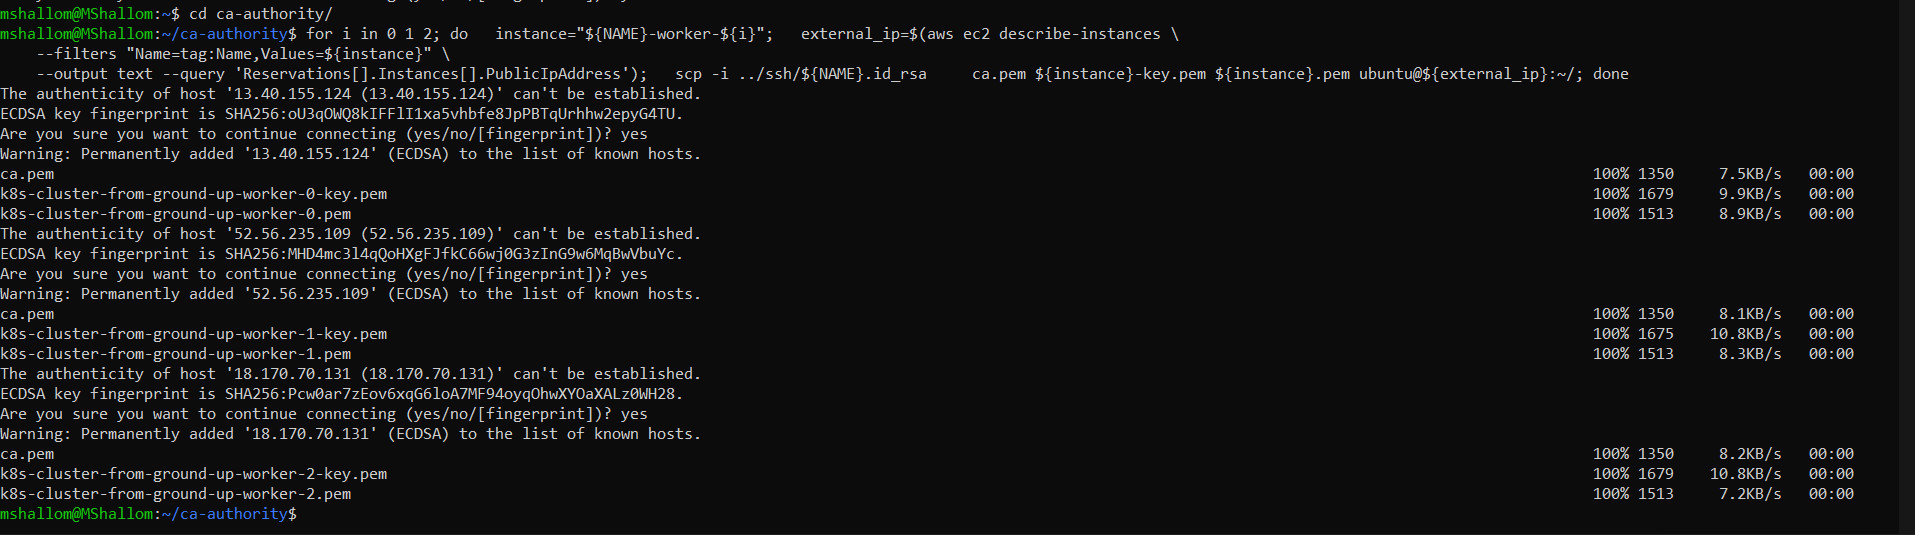 mshallom@MShallom:~$ cd ca-authority/
mshallom@MShallom:~/ca-authority$ for i in 0 1 2; do   instance="${NAME}-worker-${i}";   external_ip=$(aws ec2 describe-instances \
    --filters "Name=tag:Name,Values=${instance}" \
    --output text --query 'Reservations[].Instances[].PublicIpAddress');   scp -i ../ssh/${NAME}.id_rsa     ca.pem ${instance}-key.pem ${instance}.pem ubuntu@${external_ip}:~/; done
The authenticity of host '13.40.155.124 (13.40.155.124)' can't be established.
ECDSA key fingerprint is SHA256:oU3qOWQ8kIFFlI1xa5vhbfe8JpPBTqUrhhw2epyG4TU.
Are you sure you want to continue connecting (yes/no/[fingerprint])? yes
Warning: Permanently added '13.40.155.124' (ECDSA) to the list of known hosts.
ca.pem                                        100% 1350     7.5KB/s   00:00
k8s-cluster-from-ground-up-worker-0-key.pem   100% 1679     9.9KB/s   00:00
k8s-cluster-from-ground-up-worker-0.pem       100% 1513     8.9KB/s   00:00
The authenticity of host '52.56.235.109 (52.56.235.109)' can't be established.
ECDSA key fingerprint is SHA256:MHD4mc3l4qQoHXgFJfkC66wj0G3zInG9w6MqBwVbuYc.
Are you sure you want to continue connecting (yes/no/[fingerprint])? yes
Warning: Permanently added '52.56.235.109' (ECDSA) to the list of known hosts.
ca.pem                                        100% 1350     8.1KB/s   00:00
k8s-cluster-from-ground-up-worker-1-key.pem   100% 1675    10.8KB/s   00:00
k8s-cluster-from-ground-up-worker-1.pem       100% 1513     8.3KB/s   00:00
The authenticity of host '18.170.70.131 (18.170.70.131)' can't be established.
ECDSA key fingerprint is SHA256:Pcw0ar7zEov6xqG6loA7MF94oyqOhwXYOaXALz0WH28.
Are you sure you want to continue connecting (yes/no/[fingerprint])? yes
Warning: Permanently added '18.170.70.131' (ECDSA) to the list of known hosts.
ca.pem                                        100% 1350     8.2KB/s   00:00
k8s-cluster-from-ground-up-worker-2-key.pem   100% 1679    10.8KB/s   00:00
k8s-cluster-from-ground-up-worker-2.pem       100% 1513     7.2KB/s   00:00
mshallom@MShallom:~/ca-authority$